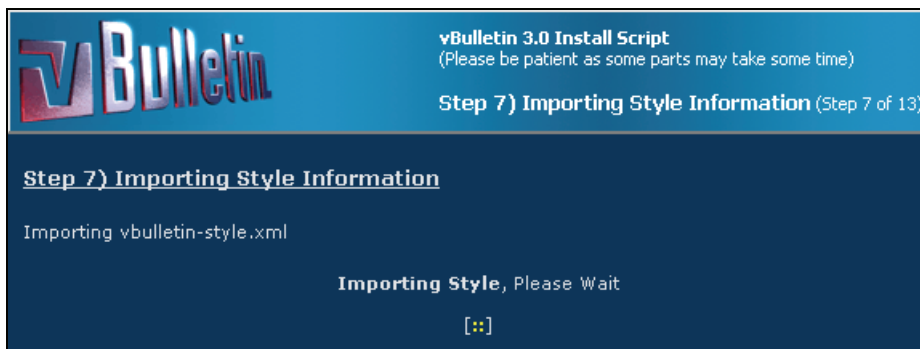 vBulletin
vBulletin 3.0 Install Script
(Please be patient as some parts may take some time)
Step 7) Importing Style Information (Step 7 of 13)
Step 7) Importing Style Information
Importing vbulletin-style.xml
Importing Style, Please Wait
[::]